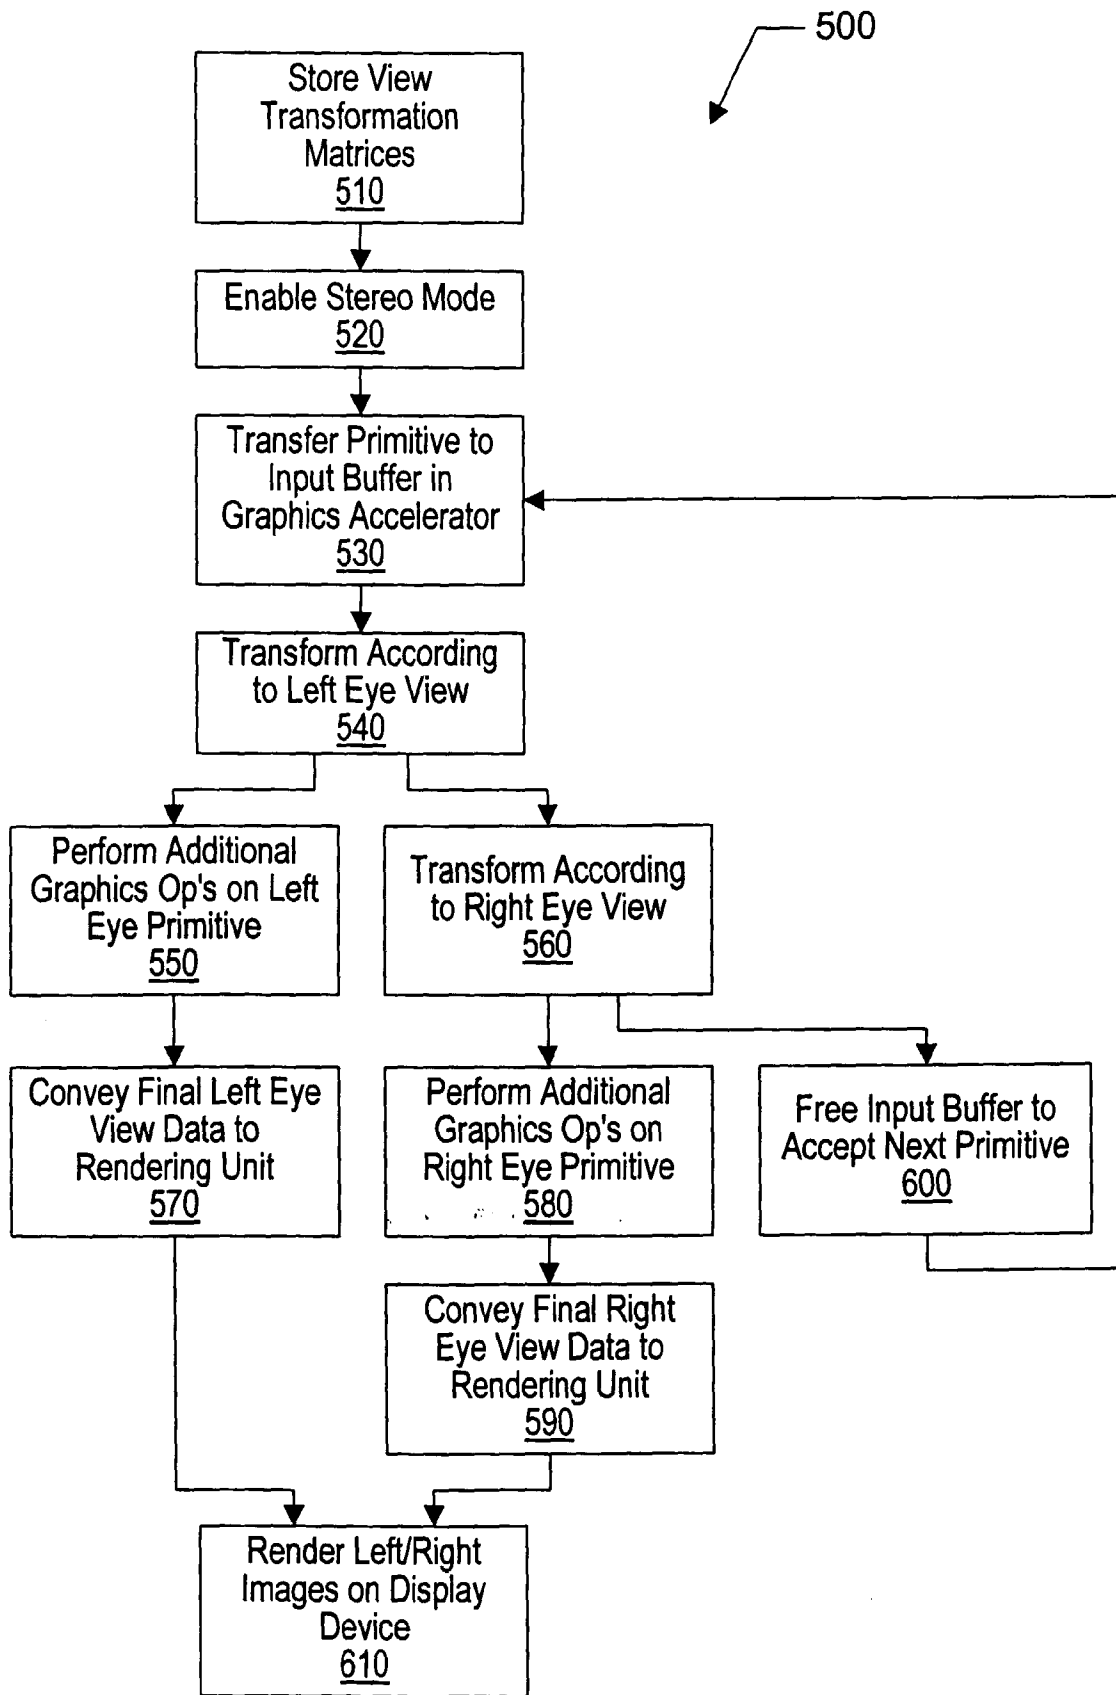 500
Store View
Transformation
Matrices
510
Enable Stereo Mode
520
Transfer Primitive to
Input Buffer in
Graphics Accelerator
530
Transform According
to Left Eye View
540
Perform Additional
Graphics Op's on Left
Eye Primitive
550
Transform According
to Right Eye View
560
Convey Final Left Eye
View Data to
Rendering Unit
570
Perform Additional
Graphics Op's on
Right Eye Primitive
580
Free Input Buffer to
Accept Next Primitive
600
Convey Final Right
Eye View Data to
Rendering Unit
590
Render Left/Right
Images on Display
Device
610